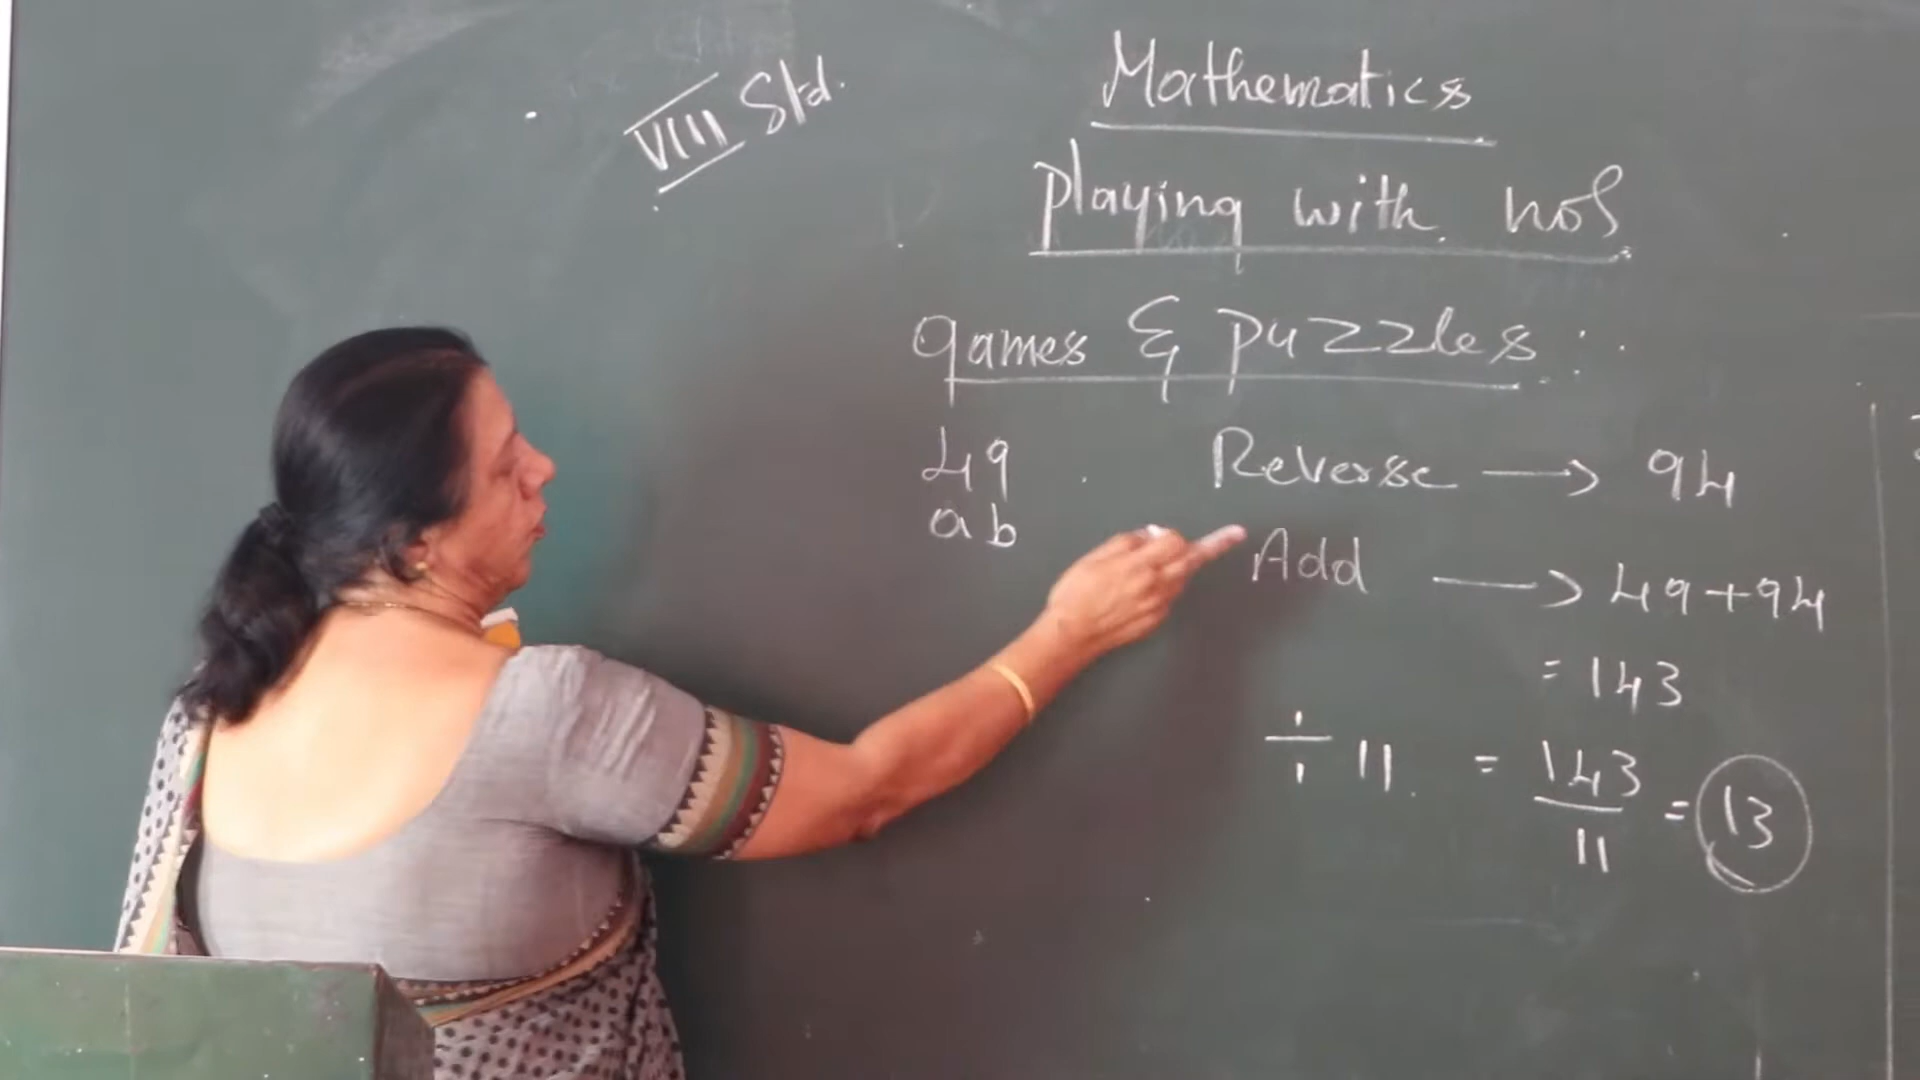 VIII Std.
Mathematics
Playing with nos.
games & puzzles :
49 Reverse → 94
ab
Add → 49+94
= 143
÷ 11 = 143/11 = 13